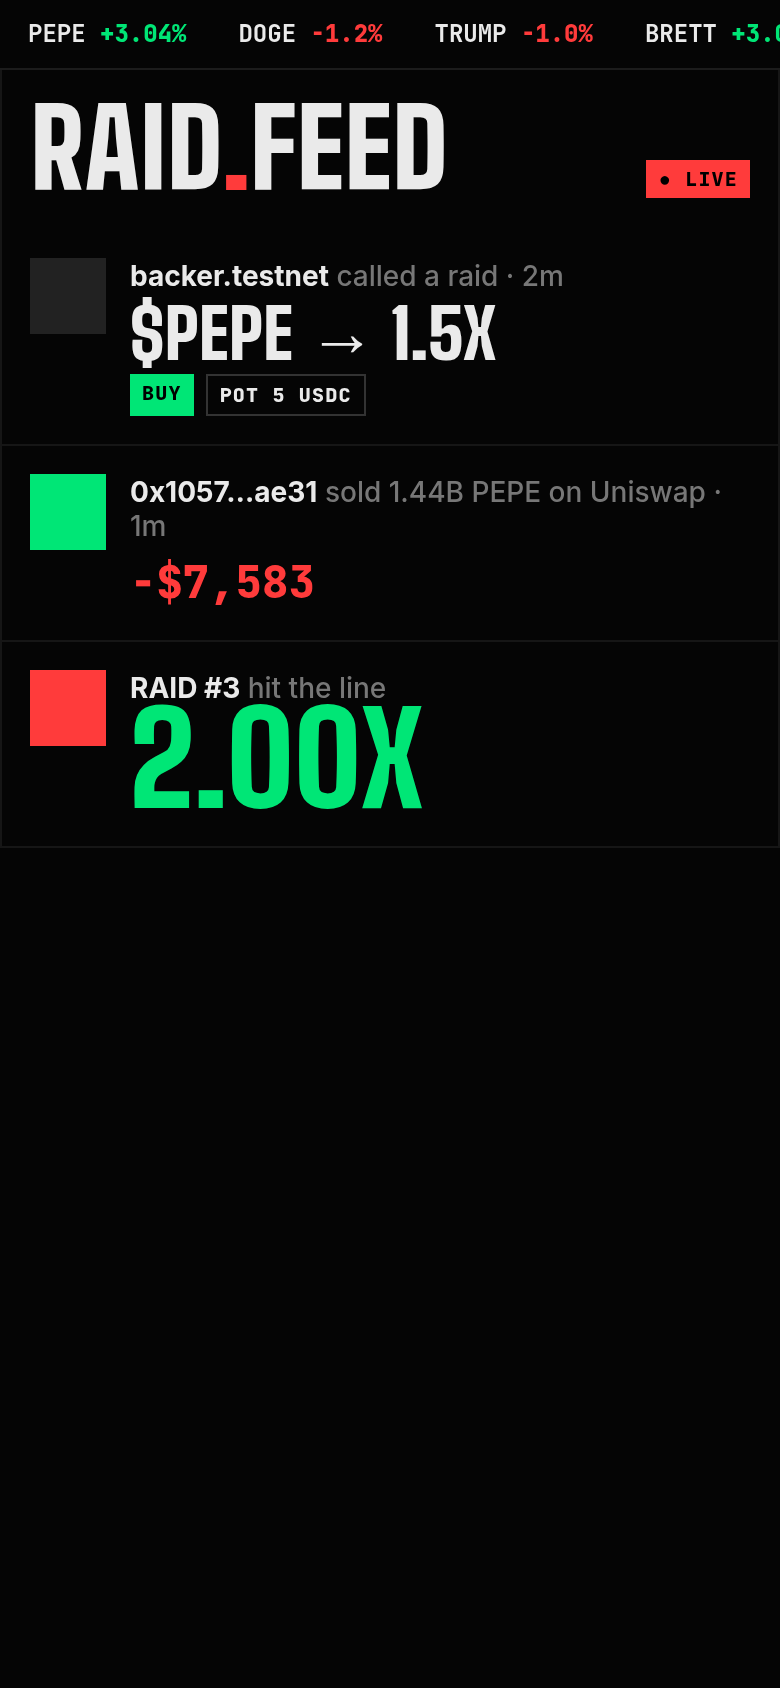 PEPE +3.04% DOGE -1.2% TRUMP -1.0% BRETT +3.0
RAID.FEED
● LIVE
backer.testnet called a raid · 2m
$PEPE → 1.5X
BUY POT 5 USDC
0x1057…ae31 sold 1.44B PEPE on Uniswap ·
1m
-$7,583
RAID #3 hit the line
2.00X